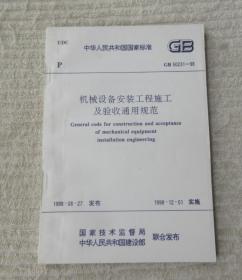 UDC
中华人民共和国国家标准
GB
P
GB 50231—98
机械设备安装工程施工
及验收通用规范
General code for construction and acceptance
of mechanical equipment
installation engineering
1998-08-27 发布
1998-12-01 实施
国家技术监督局
中华人民共和国建设部
联合发布